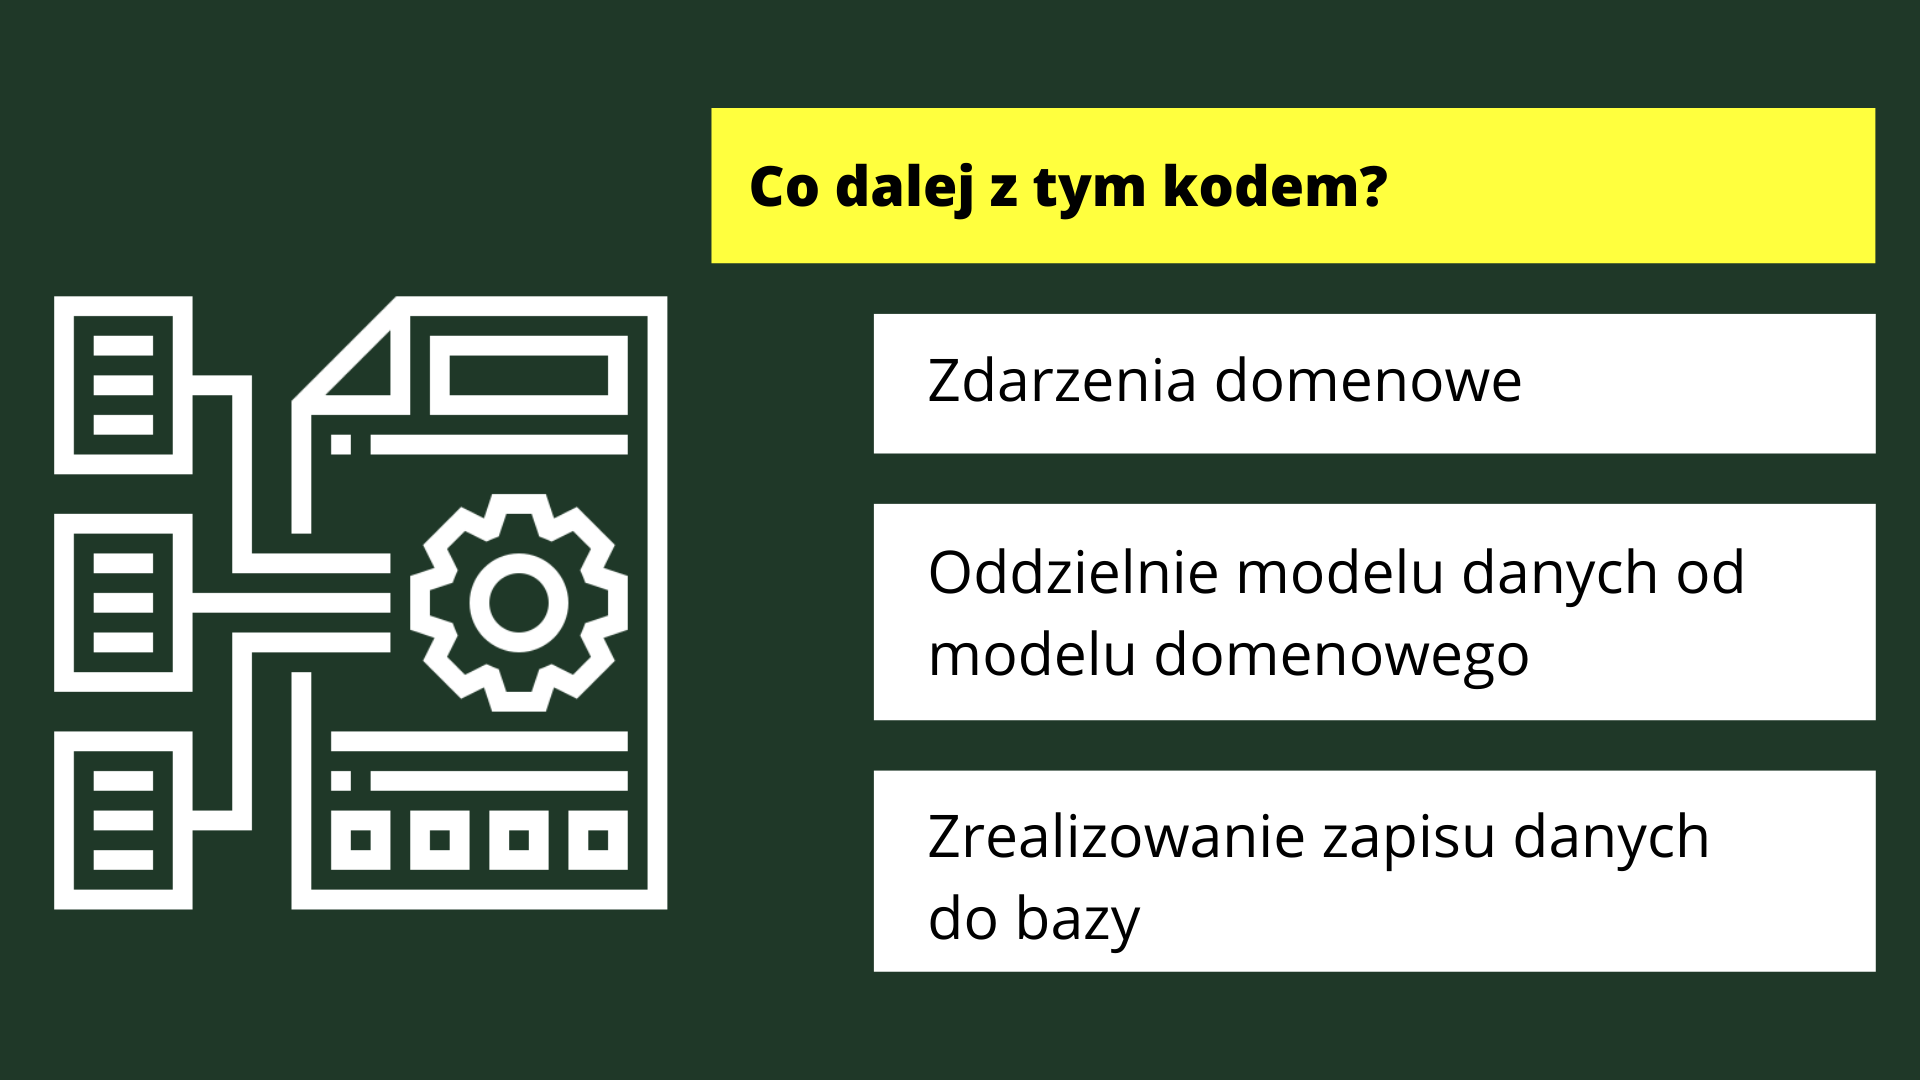 Co dalej z tym kodem?
Zdarzenia domenowe
Oddzielnie modelu danych od
modelu domenowego
Zrealizowanie zapisu danych
do bazy